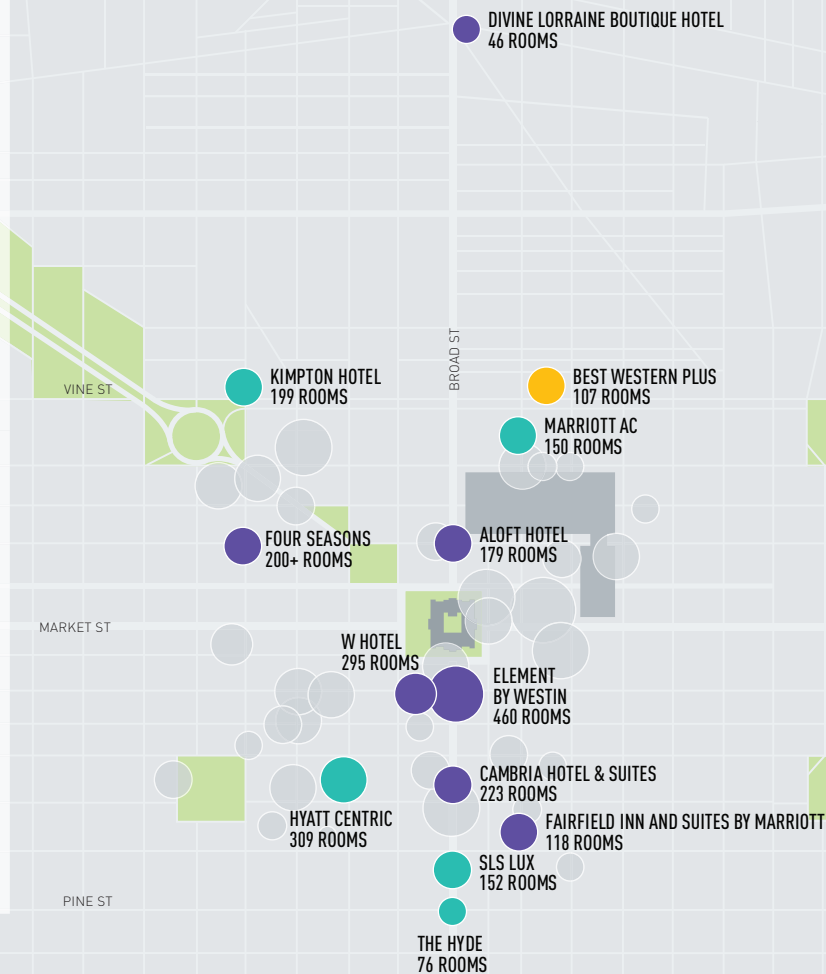 DIVINE LORRAINE BOUTIQUE HOTEL
46 ROOMS
BROAD ST
KIMPTON HOTEL
199 ROOMS
BEST WESTERN PLUS
107 ROOMS
VINE ST
MARRIOTT AC
150 ROOMS
FOUR SEASONS
200+ ROOMS
ALOFT HOTEL
179 ROOMS
MARKET ST
W HOTEL
295 ROOMS
ELEMENT
BY WESTIN
460 ROOMS
CAMBRIA HOTEL & SUITES
223 ROOMS
HYATT CENTRIC
309 ROOMS
FAIRFIELD INN AND SUITES BY MARRIOTT
118 ROOMS
SLS LUX
152 ROOMS
PINE ST
THE HYDE
76 ROOMS